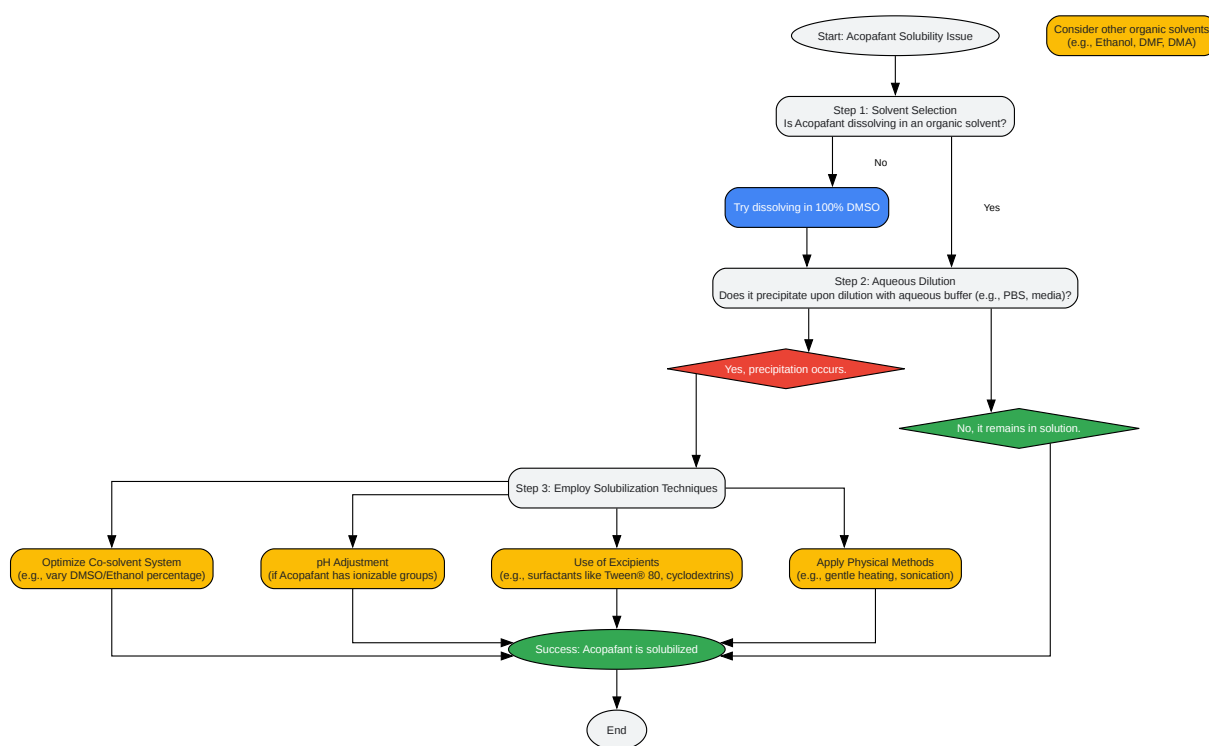 Start: Acopafant Solubility Issue
Consider other organic solvents
(e.g., Ethanol, DMF, DMA)
Step 1: Solvent Selection
Is Acopafant dissolving in an organic solvent?
No
Try dissolving in 100% DMSO
Yes
Step 2: Aqueous Dilution
Does it precipitate upon dilution with aqueous buffer (e.g., PBS, media)?
Yes, precipitation occurs.
No, it remains in solution.
Step 3: Employ Solubilization Techniques
Optimize Co-solvent System
(e.g., vary DMSO/Ethanol percentage)
pH Adjustment
(if Acopafant has ionizable groups)
Use of Excipients
(e.g., surfactants like Tween® 80, cyclodextrins)
Apply Physical Methods
(e.g., gentle heating, sonication)
Success: Acopafant is solubilized
End